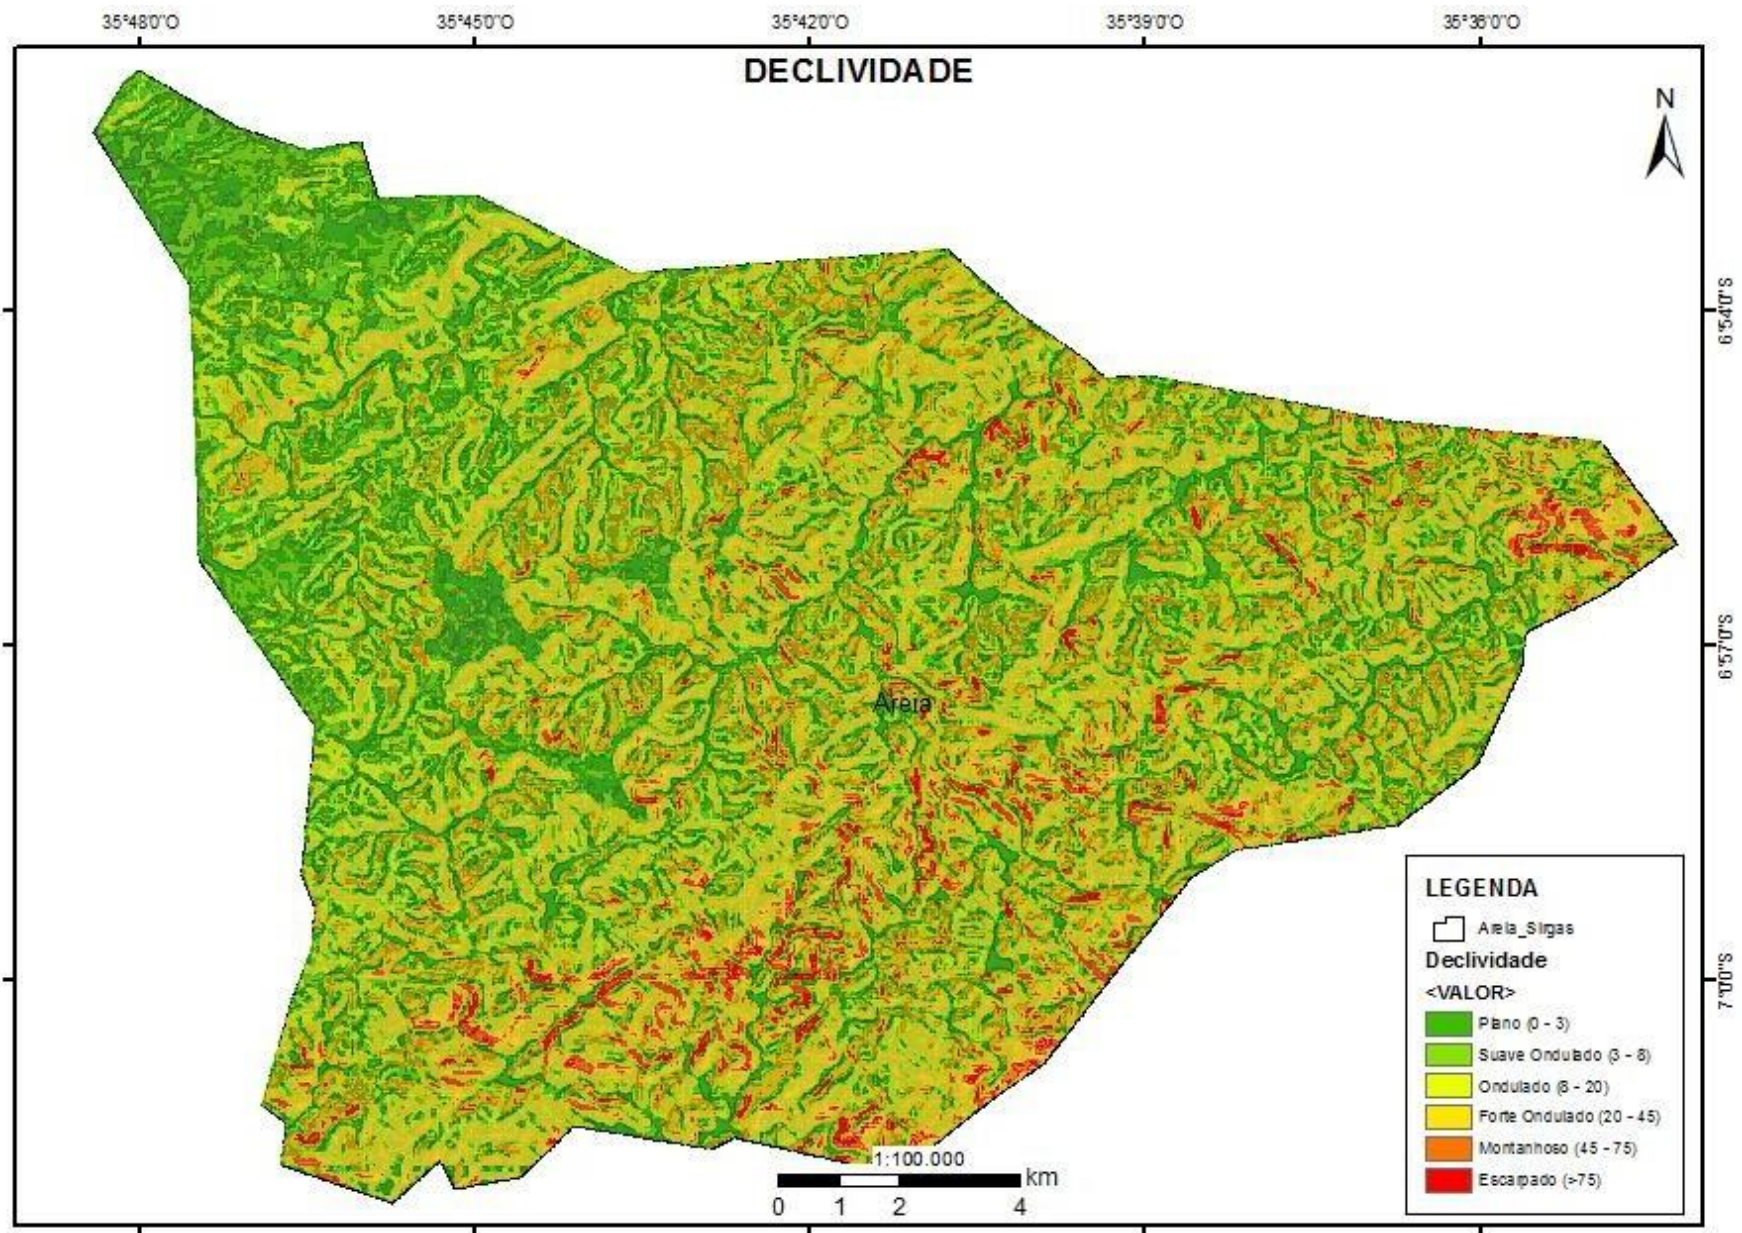 35°48'0"O
35°45'0"O
35°42'0"O
35°39'0"O
35°36'0"O
DECLIVIDADE
N
6°54'0"S
6°57'0"S
7°0'0"S
Areia
LEGENDA
Areia_Sirgas
Declividade
<VALOR>
Plano (0 - 3)
Suave Ondulado (3 - 8)
Ondulado (8 - 20)
Forte Ondulado (20 - 45)
Montanhoso (45 - 75)
Escarpado (>75)
1:100.000
km
0 1 2 4